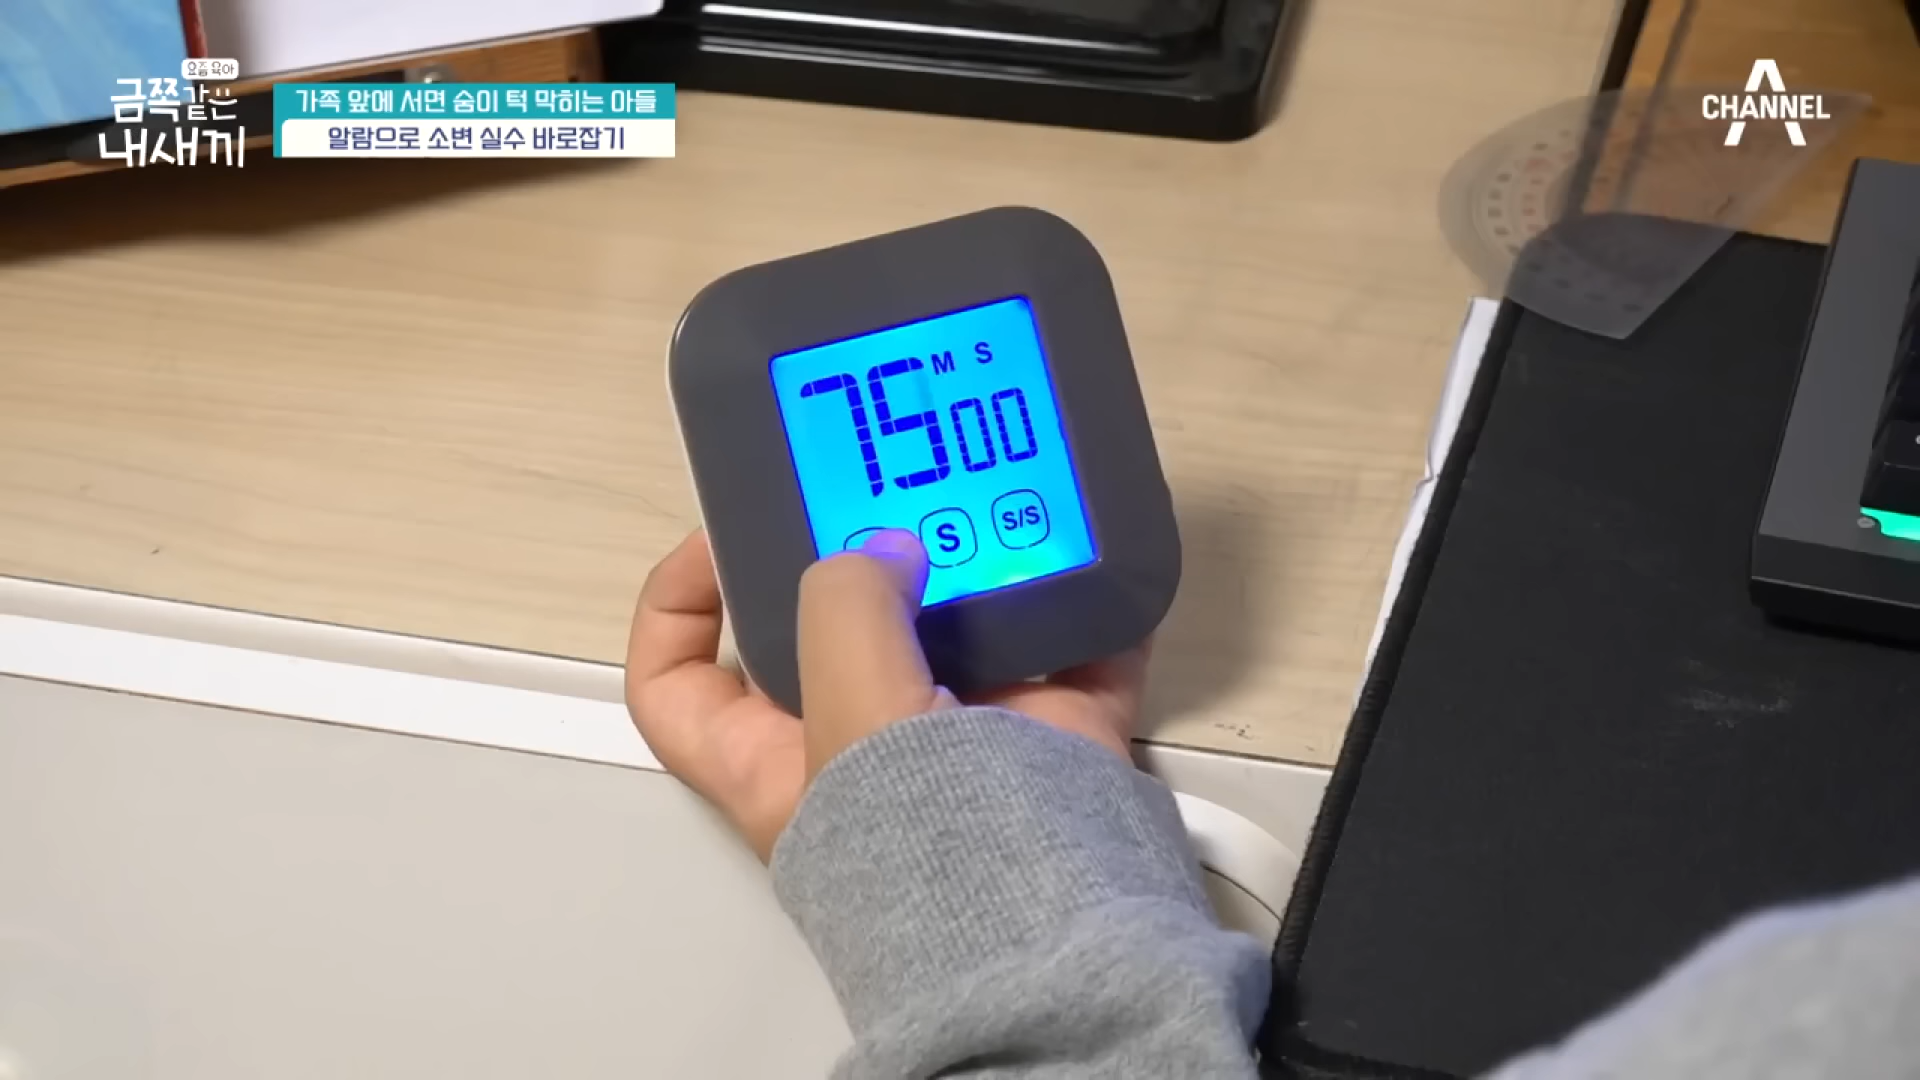 요즘 육아
금쪽같은
내새끼
가족 앞에 서면 숨이 턱 막히는 아들
알람으로 소변 실수 바로잡기
CHANNEL A
M S
75 00
S S/S